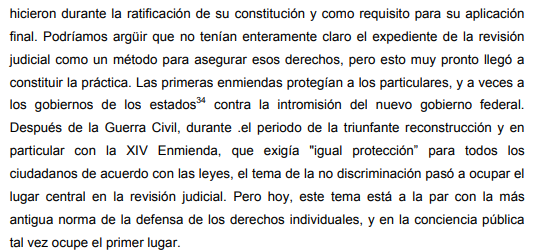 hicieron durante la ratificación de su constitución y como requisito para su aplicación
final. Podríamos argüir que no tenían enteramente claro el expediente de la revisión
judicial como un método para asegurar esos derechos, pero esto muy pronto llegó a
constituir la práctica. Las primeras enmiendas protegían a los particulares, y a veces a
los gobiernos de los estados³⁴ contra la intromisión del nuevo gobierno federal.
Después de la Guerra Civil, durante .el periodo de la triunfante reconstrucción y en
particular con la XIV Enmienda, que exigía "igual protección” para todos los
ciudadanos de acuerdo con las leyes, el tema de la no discriminación pasó a ocupar el
lugar central en la revisión judicial. Pero hoy, este tema está a la par con la más
antigua norma de la defensa de los derechos individuales, y en la conciencia pública
tal vez ocupe el primer lugar.